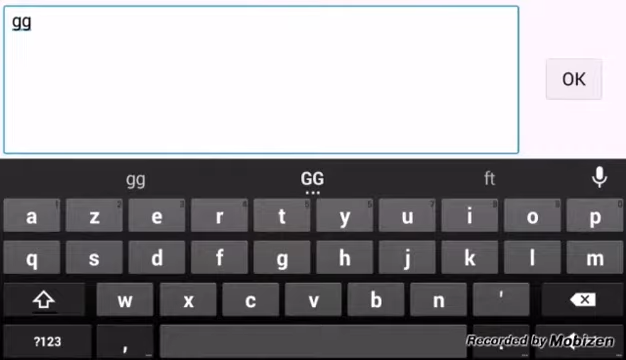 gg
OK
gg GG ft
a z e r t y u i o p
q s d f g h j k l m
w x c v b n '
?123 , .
Recorded by Mobizen